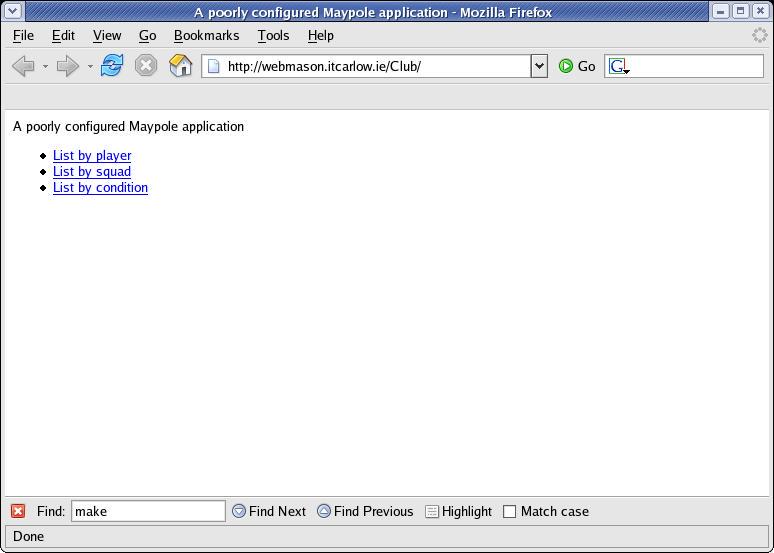 A poorly configured Maypole application - Mozilla Firefox
File Edit View Go Bookmarks Tools Help
http://webmason.itcarlow.ie/Club/ Go G
A poorly configured Maypole application
List by player
List by squad
List by condition
Find: make Find Next Find Previous Highlight Match case
Done